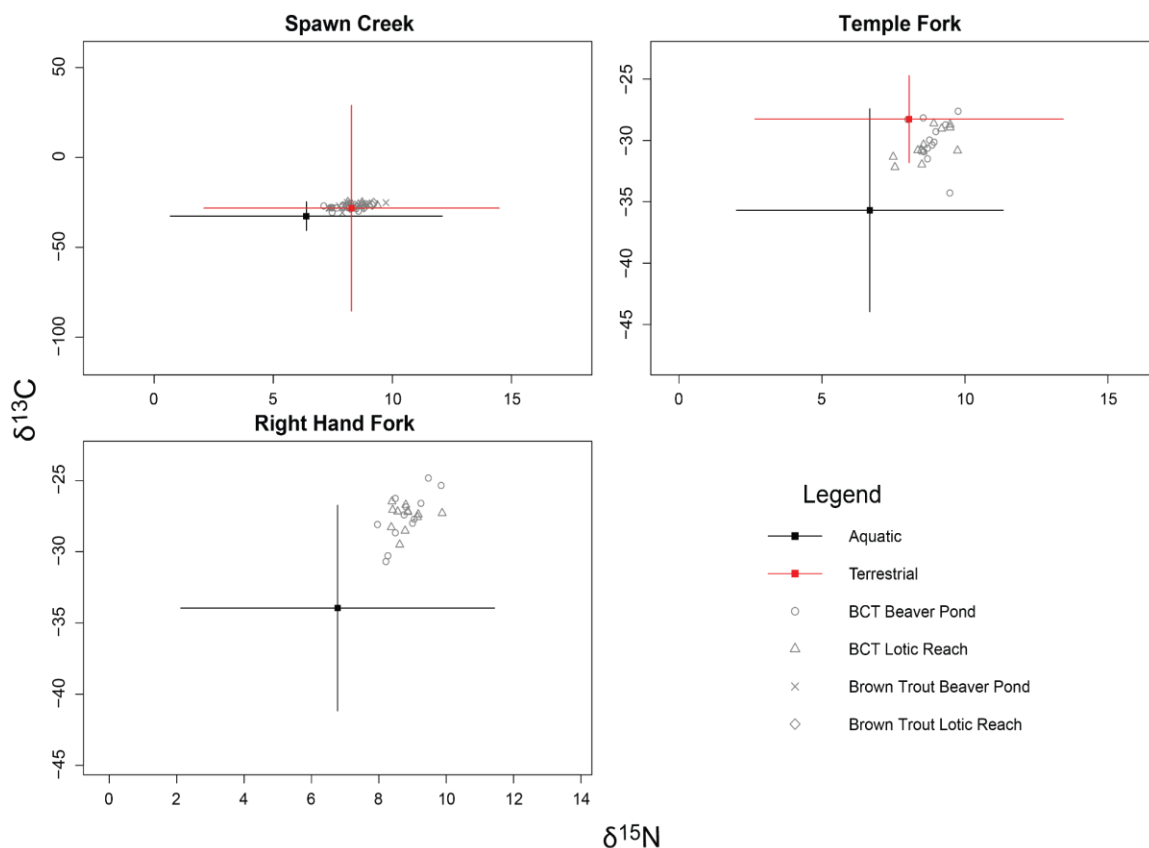 Spawn Creek
50
0
−50
−100
0 5 10 15
Temple Fork
−25
−30
−35
−40
−45
0 5 10 15
δ13C
Right Hand Fork
−25
−30
−35
−40
−45
0 2 4 6 8 10 12 14
Legend
Aquatic
Terrestrial
BCT Beaver Pond
BCT Lotic Reach
Brown Trout Beaver Pond
Brown Trout Lotic Reach
δ15N